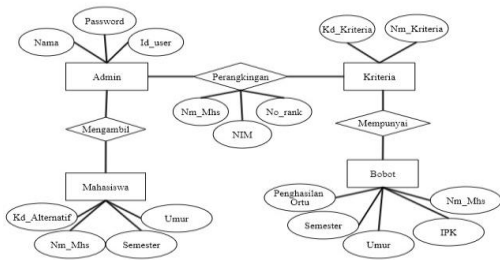 Password
Nama
Id_user
Kd_Kriteria
Nm_Kriteria
Admin
Perangkingan
Kriteria
Nm_Mhs
No_rank
NIM
Mengambil
Mempunyai
Mahasiswa
Bobot
Penghasilan
Ortu
Nm_Mhs
Kd_Alternatif
Umur
Semester
IPK
Nm_Mhs
Semester
Umur